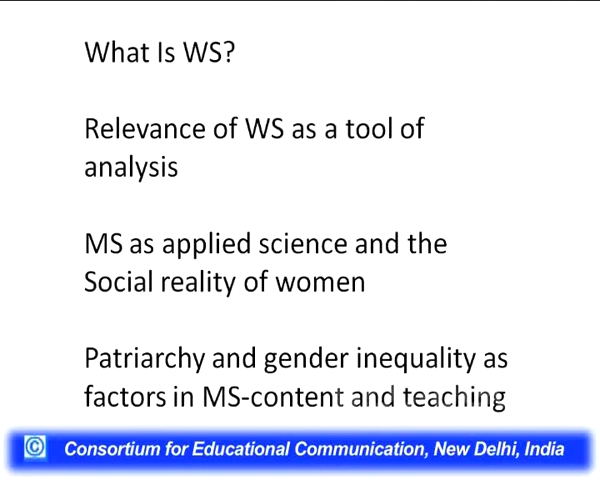 What Is WS?
Relevance of WS as a tool of
analysis
MS as applied science and the
Social reality of women
Patriarchy and gender inequality as
factors in MS-content and teaching
© Consortium for Educational Communication, New Delhi, India